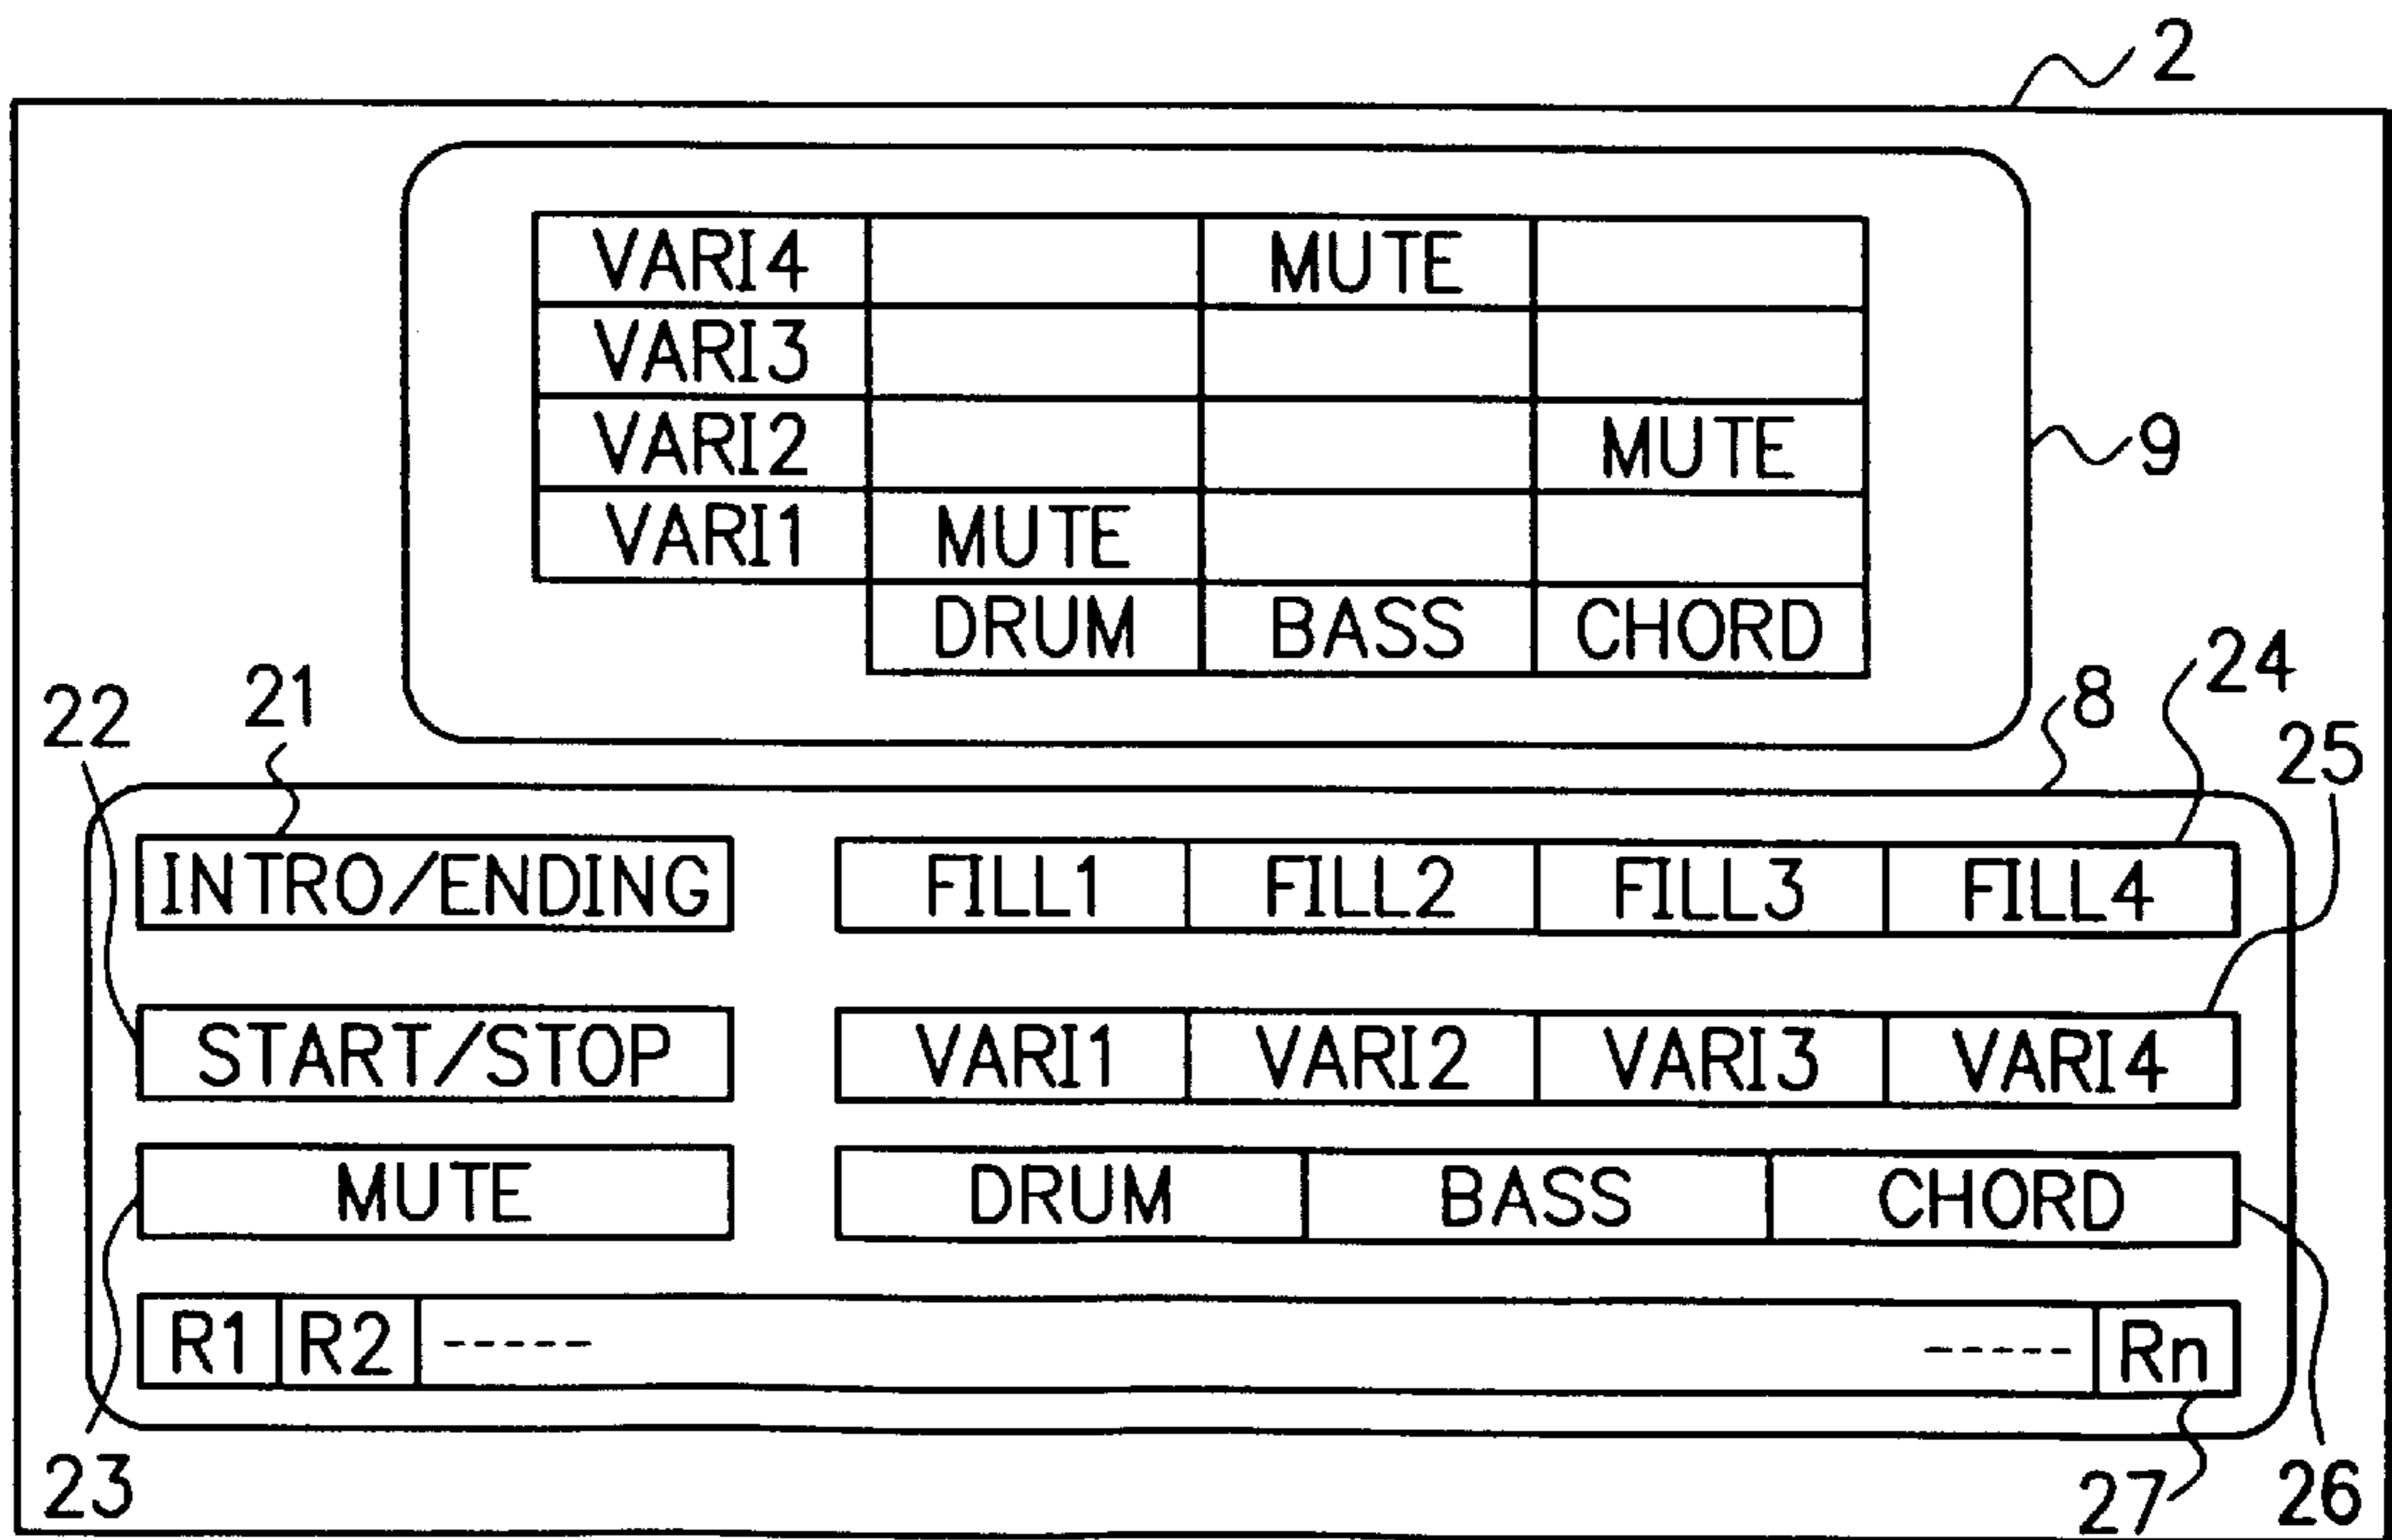 2
VARI4 MUTE
VARI3
VARI2 MUTE
9
VARI1 MUTE
DRUM BASS CHORD
22 21 8 24
25
INTRO/ENDING FILL1 FILL2 FILL3 FILL4
START/STOP VARI1 VARI2 VARI3 VARI4
MUTE DRUM BASS CHORD
R1 R2 ----- ----- Rn
23 27 26